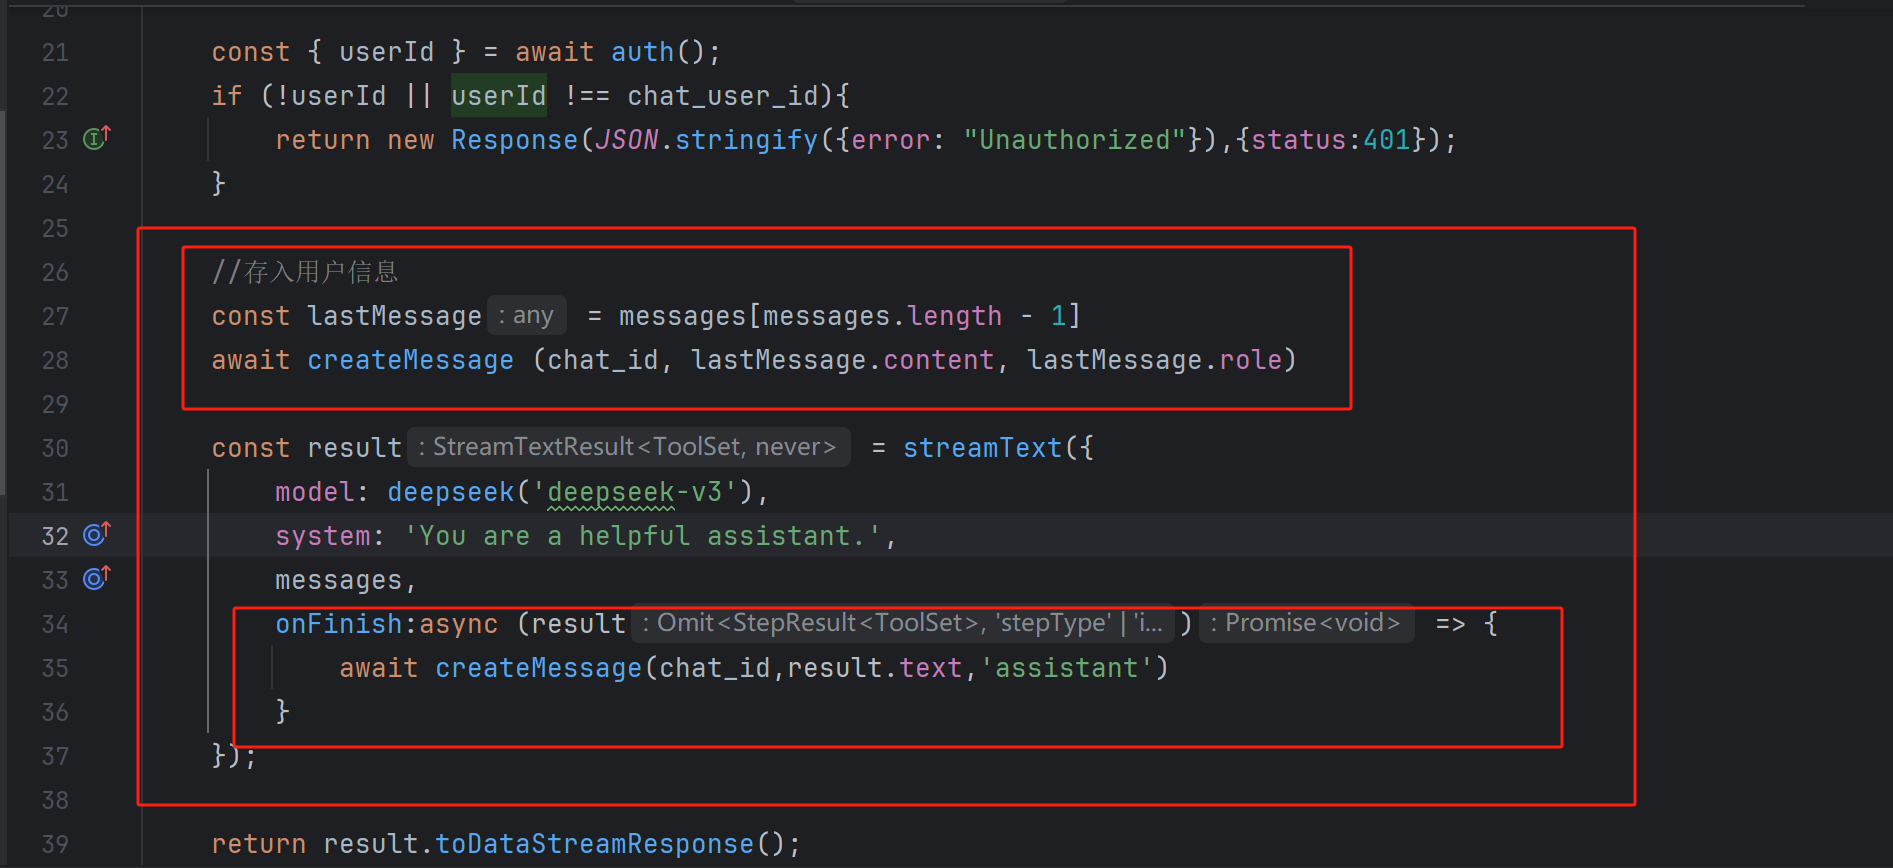 20
21 const { userId } = await auth();
22 if (!userId || userId !== chat_user_id){
23 return new Response(JSON.stringify({error: "Unauthorized"}),{status:401});
24 }
25
26 //存入用户信息
27 const lastMessage : any = messages[messages.length - 1]
28 await createMessage (chat_id, lastMessage.content, lastMessage.role)
29
30 const result : StreamTextResult<ToolSet, never> = streamText({
31 model: deepseek('deepseek-v3'),
32 system: 'You are a helpful assistant.',
33 messages,
34 onFinish:async (result : Omit<StepResult<ToolSet>, 'stepType' | 'i... ) : Promise<void> => {
35 await createMessage(chat_id,result.text,'assistant')
36 }
37 });
38
39 return result.toDataStreamResponse();